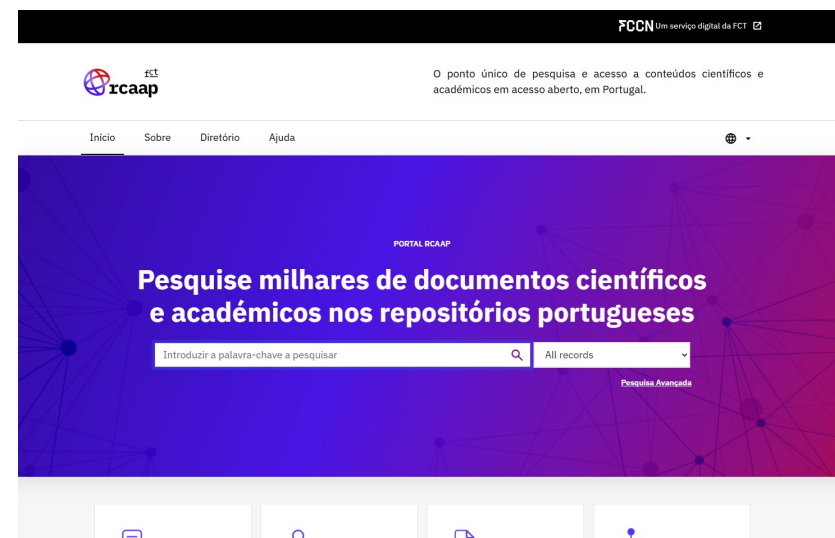 FCCN Um serviço digital da FCT
fct
rcaap
O ponto único de pesquisa e acesso a conteúdos científicos e
académicos em acesso aberto, em Portugal.
Início Sobre Diretório Ajuda
PORTAL RCAAP
Pesquise milhares de documentos científicos
e académicos nos repositórios portugueses
Introduzir a palavra-chave a pesquisar All records
Pesquisa Avançada